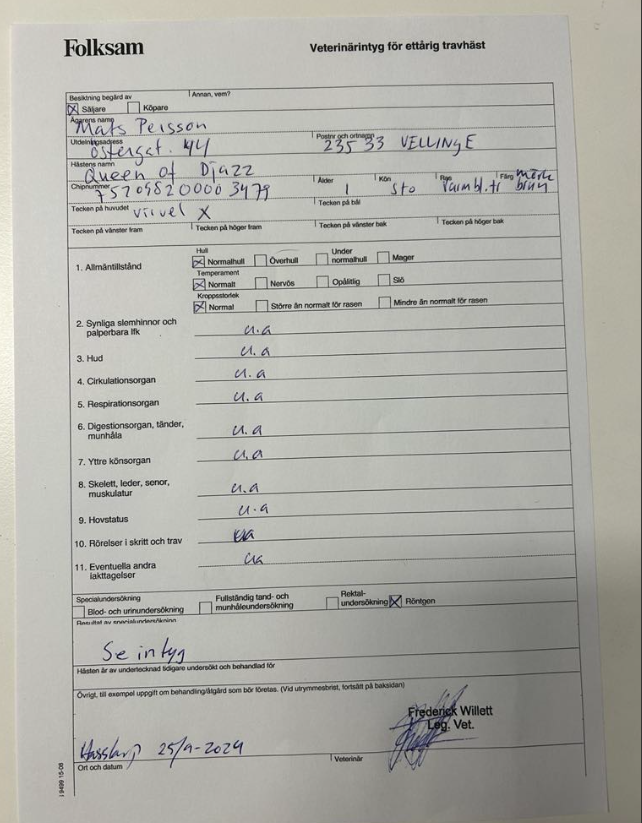 Folksam
Veterinärintyg för ettårig travhäst
Besiktning begärd av
Annan, vem?
Säljare Köpare
Ägarens namn
Mats Persson
Utdelningsadress
Östergat. 44
Postnr och ortnamn
235 33 VELLINGE
Hästens namn
Queen of Djazz
Chipnummer
Ålder Kön Ras Färg
1 Sto Varmbl.tr mörk
brun
Tecken på huvudet
virvel X
Tecken på bål
Tecken på vänster fram Tecken på höger fram Tecken på vänster bak Tecken på höger bak
1. Allmäntillstånd
Hull
Normalhull Överhull Under normalhull Mager
Temperament
Normalt Nervös Opålitlig Slö
Kroppsstorlek
Normal Större än normalt för rasen Mindre än normalt för rasen
2. Synliga slemhinnor och
palperbara lfk u.a
3. Hud u.a
4. Cirkulationsorgan u.a
5. Respirationsorgan u.a
6. Digestionsorgan, tänder,
munhåla u.a
7. Yttre könsorgan u.a
8. Skelett, leder, senor,
muskulatur u.a
9. Hovstatus u.a
10. Rörelser i skritt och trav ua
11. Eventuella andra
iakttagelser ua
Specialundersökning
Blod- och urinundersökning
Fullständig tand- och
munhåleundersökning
Rektal-
undersökning Röntgen
Resultat av specialundersökning
Se intyg
Hästen är av undertecknad tidigare undersökt och behandlad för
Övrigt, till exempel uppgift om behandling/åtgärd som bör företas. (Vid utrymmesbrist, fortsätt på baksidan)
Frederick Willett
Leg. Vet.
25/9-2024
Ort och datum
Veterinär